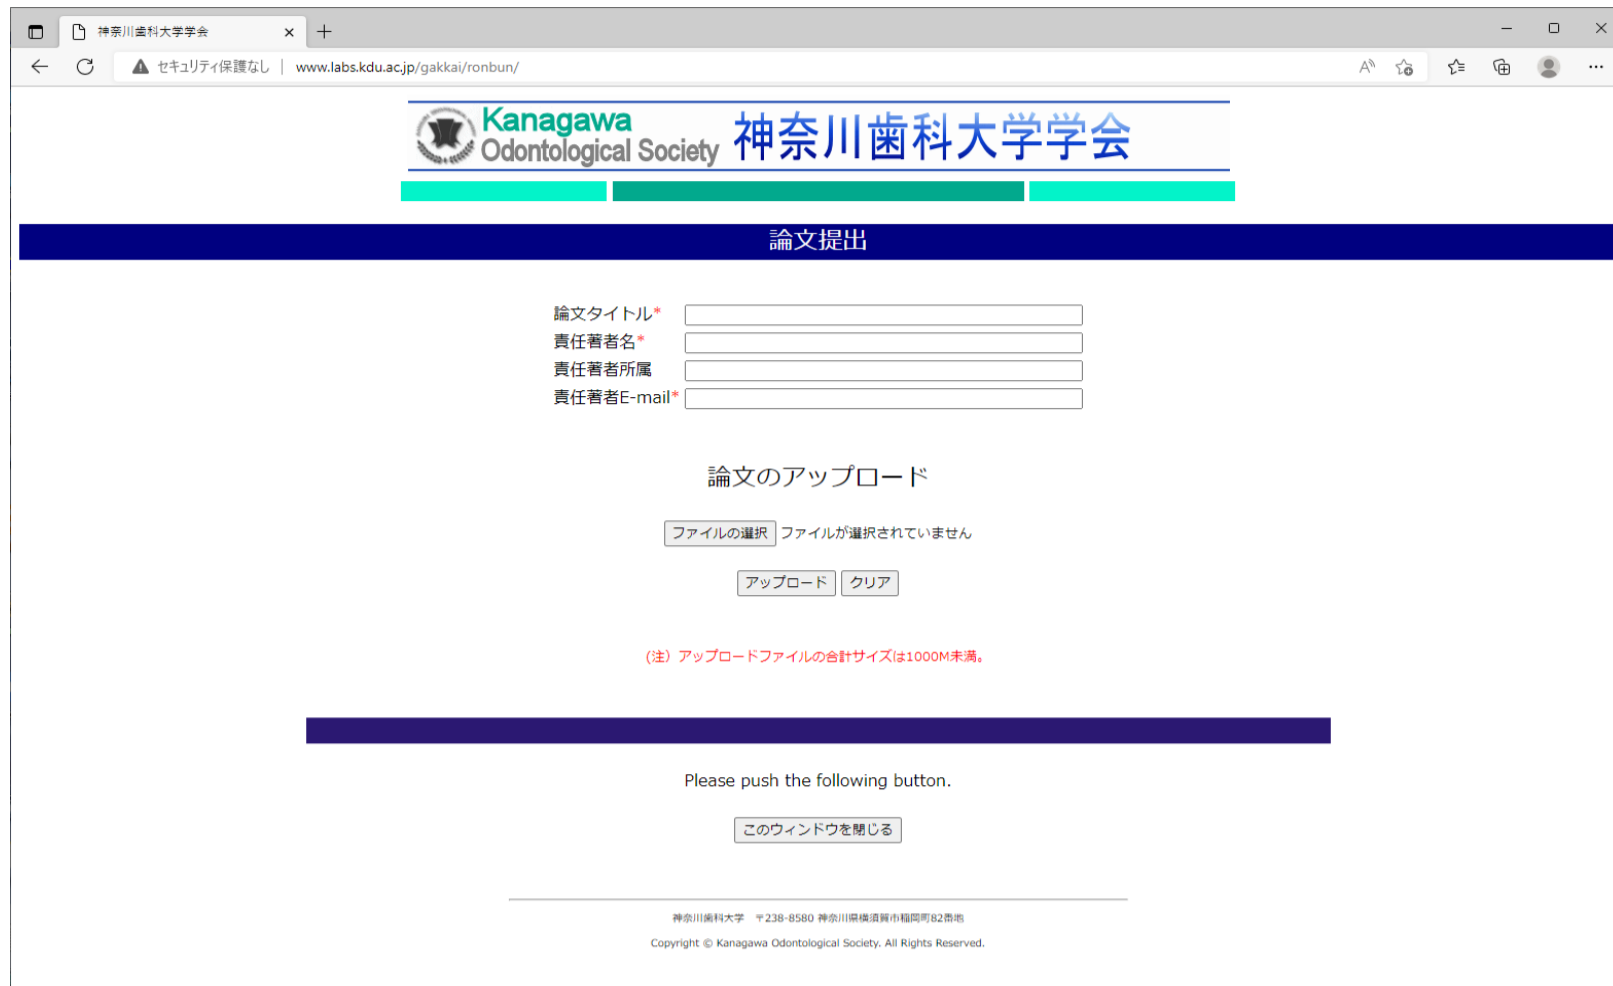 神奈川歯科大学学会
セキュリティ保護なし | www.labs.kdu.ac.jp/gakkai/ronbun/
Kanagawa
Odontological Society 神奈川歯科大学学会
論文提出
論文タイトル*
責任著者名*
責任著者所属
責任著者E-mail*
論文のアップロード
ファイルの選択 ファイルが選択されていません
アップロード クリア
(注）アップロードファイルの合計サイズは1000M未満。
Please push the following button.
このウィンドウを閉じる
神奈川歯科大学 〒238-8580 神奈川県横須賀市稲岡町82番地
Copyright © Kanagawa Odontological Society. All Rights Reserved.